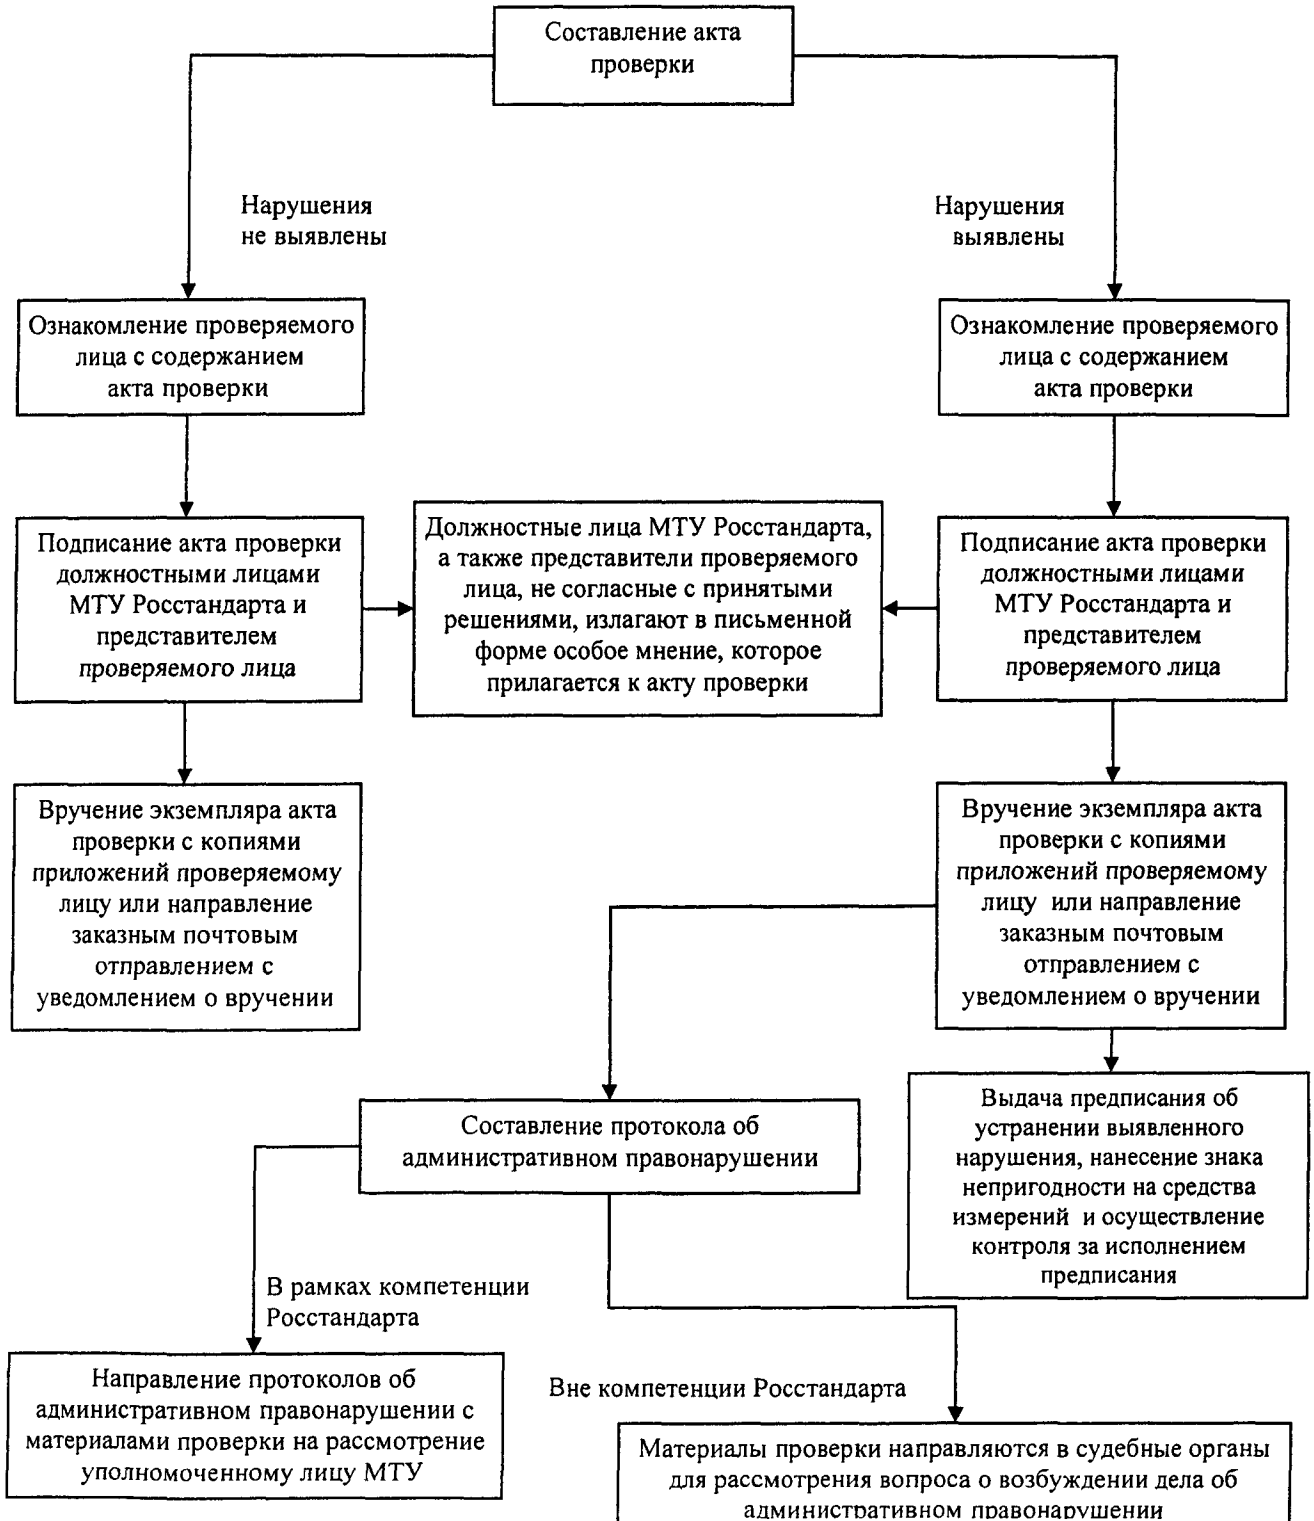 Составление акта
проверки
Нарушения
не выявлены
Нарушения
выявлены
Ознакомление проверяемого
лица с содержанием
акта проверки
Ознакомление проверяемого
лица с содержанием
акта проверки
Подписание акта проверки
должностными лицами
МТУ Росстандарта и
представителем
проверяемого лица
Должностные лица МТУ Росстандарта,
а также представители проверяемого
лица, не согласные с принятыми
решениями, излагают в письменной
форме особое мнение, которое
прилагается к акту проверки
Подписание акта проверки
должностными лицами
МТУ Росстандарта и
представителем
проверяемого лица
Вручение экземпляра акта
проверки с копиями
приложений проверяемому
лицу или направление
заказным почтовым
отправлением с
уведомлением о вручении
Вручение экземпляра акта
проверки с копиями
приложений проверяемому
лицу или направление
заказным почтовым
отправлением с
уведомлением о вручении
Составление протокола об
административном правонарушении
Выдача предписания об
устранении выявленного
нарушения, нанесение знака
непригодности на средства
измерений и осуществление
контроля за исполнением
предписания
В рамках компетенции
Росстандарта
Направление протоколов об
административном правонарушении с
материалами проверки на рассмотрение
уполномоченному лицу МТУ
Вне компетенции Росстандарта
Материалы проверки направляются в судебные органы
для рассмотрения вопроса о возбуждении дела об
административном правонарушении